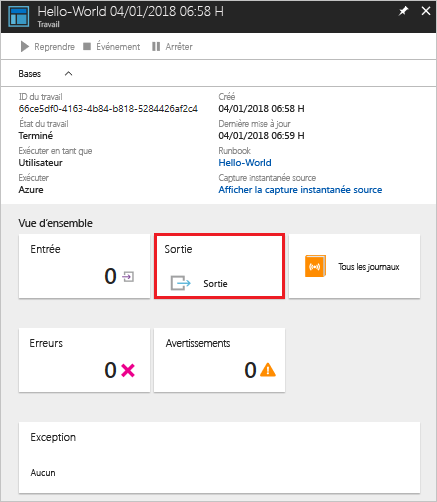 Hello-World 04/01/2018 06:58 H
Travail
Reprendre Événement Arrêter
Bases
ID du travail
66ce5df0-4163-4b84-b818-5284426af2c4
Créé
04/01/2018 06:58 H
État du travail
Terminé
Dernière mise à jour
04/01/2018 06:59 H
Exécuter en tant que
Utilisateur
Runbook
Hello-World
Exécuter
Azure
Capture instantanée source
Afficher la capture instantanée source
Vue d'ensemble
Entrée
0
Sortie
Sortie
Tous les journaux
Erreurs
0
Avertissements
0
Exception
Aucun